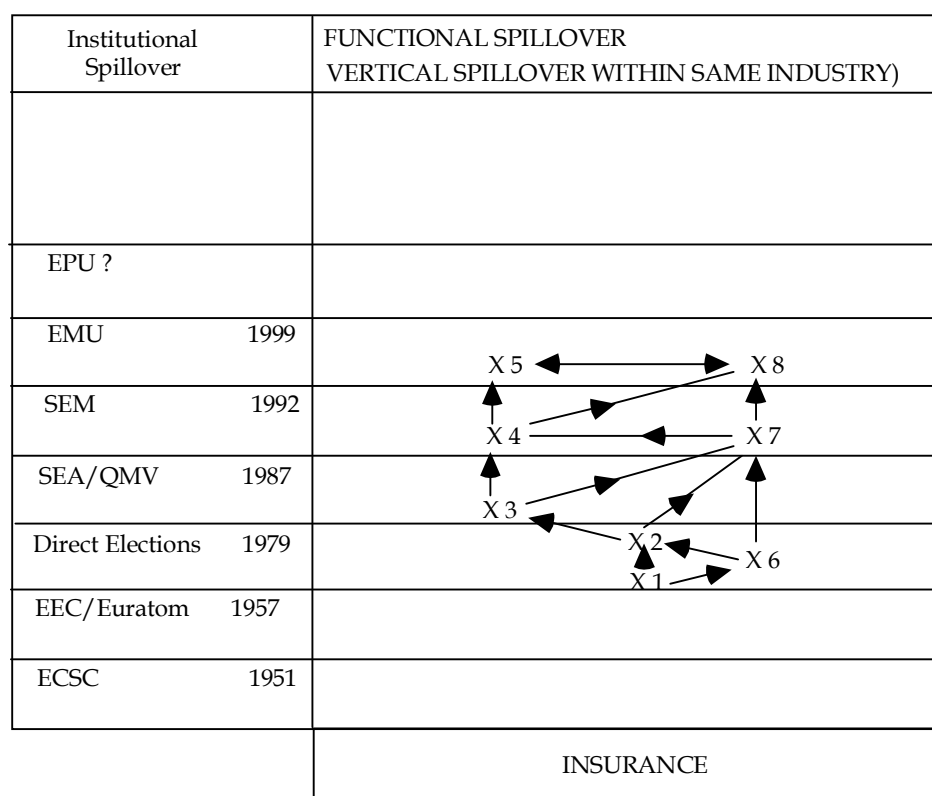 Institutional
Spillover
FUNCTIONAL SPILLOVER
VERTICAL SPILLOVER WITHIN SAME INDUSTRY)
EPU ?
EMU 1999
X 5 X 8
SEM 1992
X 4 X 7
SEA/QMV 1987
X 3
Direct Elections 1979
X 2
X 6
X 1
EEC/Euratom 1957
ECSC 1951
INSURANCE